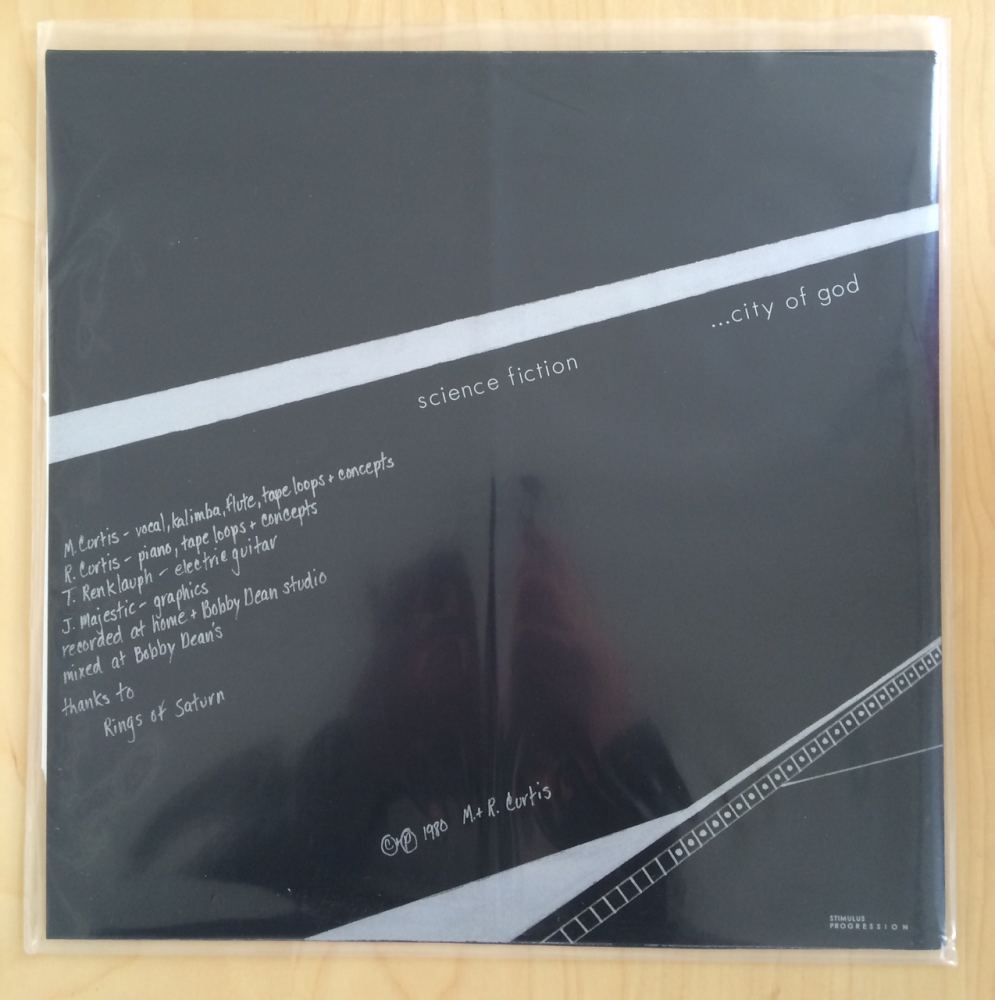 ...city of god
science fiction
M. Curtis - vocal, kalimba, flute, tape loops + concepts
R. Curtis - piano, tape loops + concepts
T. Renklauph - electric guitar
J. Majestic - graphics
recorded at home + Bobby Dean studio
mixed at Bobby Dean's
thanks to
Rings of Saturn
©+℗ 1980 M.+R. Curtis
STIMULUS
PROGRESSION